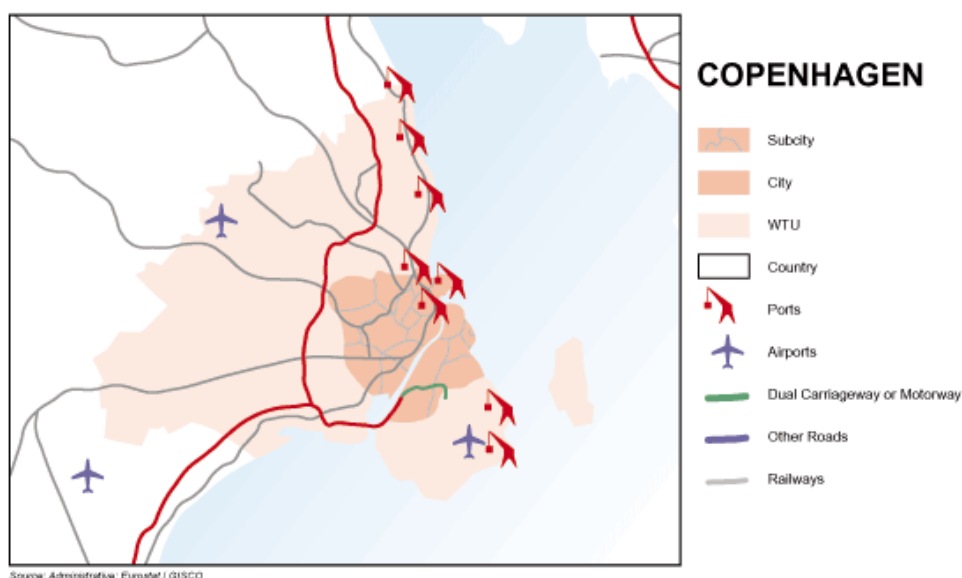 COPENHAGEN
Subcity
City
WTU
Country
Ports
Airports
Dual Carriageway or Motorway
Other Roads
Railways
Source: Administrative: Eurostat / GISCO